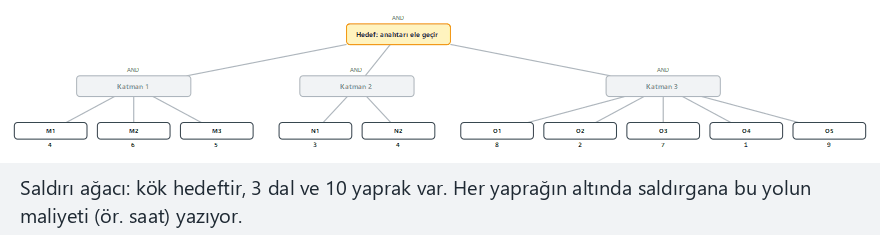 AND
Hedef: anahtarı ele geçir
AND AND AND
Katman 1 Katman 2 Katman 3
M1 M2 M3 N1 N2 O1 O2 O3 O4 O5
4 6 5 3 4 8 2 7 1 9
Saldırı ağacı: kök hedeftir, 3 dal ve 10 yaprak var. Her yaprağın altında saldırgana bu yolun
maliyeti (ör. saat) yazıyor.